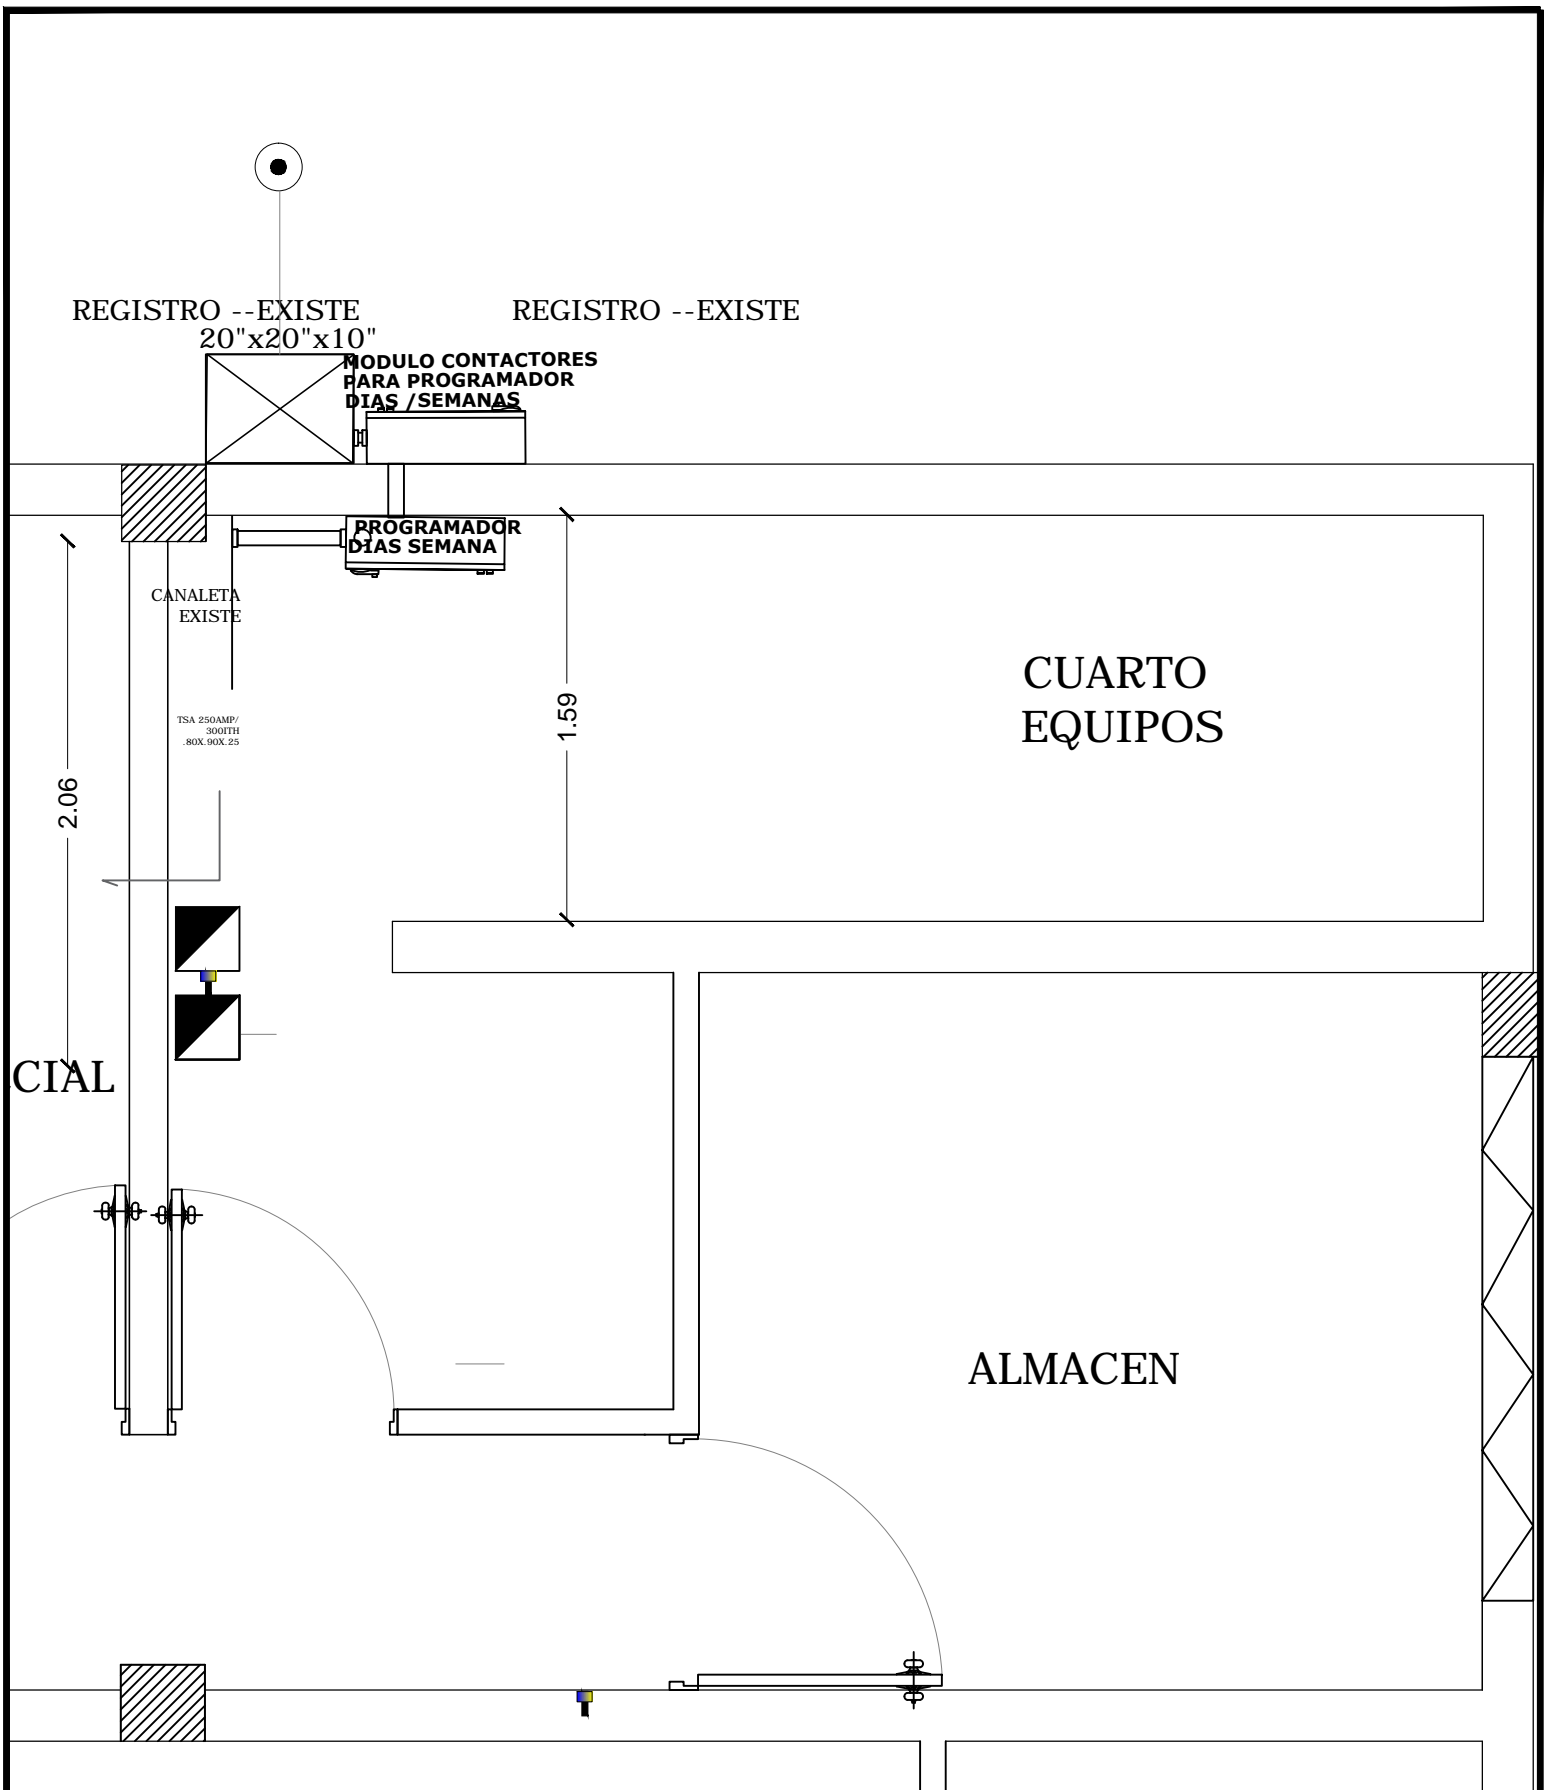 REGISTRO --EXISTE
20"x20"x10"
REGISTRO --EXISTE
MODULO CONTACTORES
PARA PROGRAMADOR
DIAS /SEMANAS
PROGRAMADOR
DIAS SEMANA
CANALETA
EXISTE
TSA 250AMP/
300ITH
.80X.90X.25
2.06
1.59
CUARTO
EQUIPOS
CIAL
ALMACEN